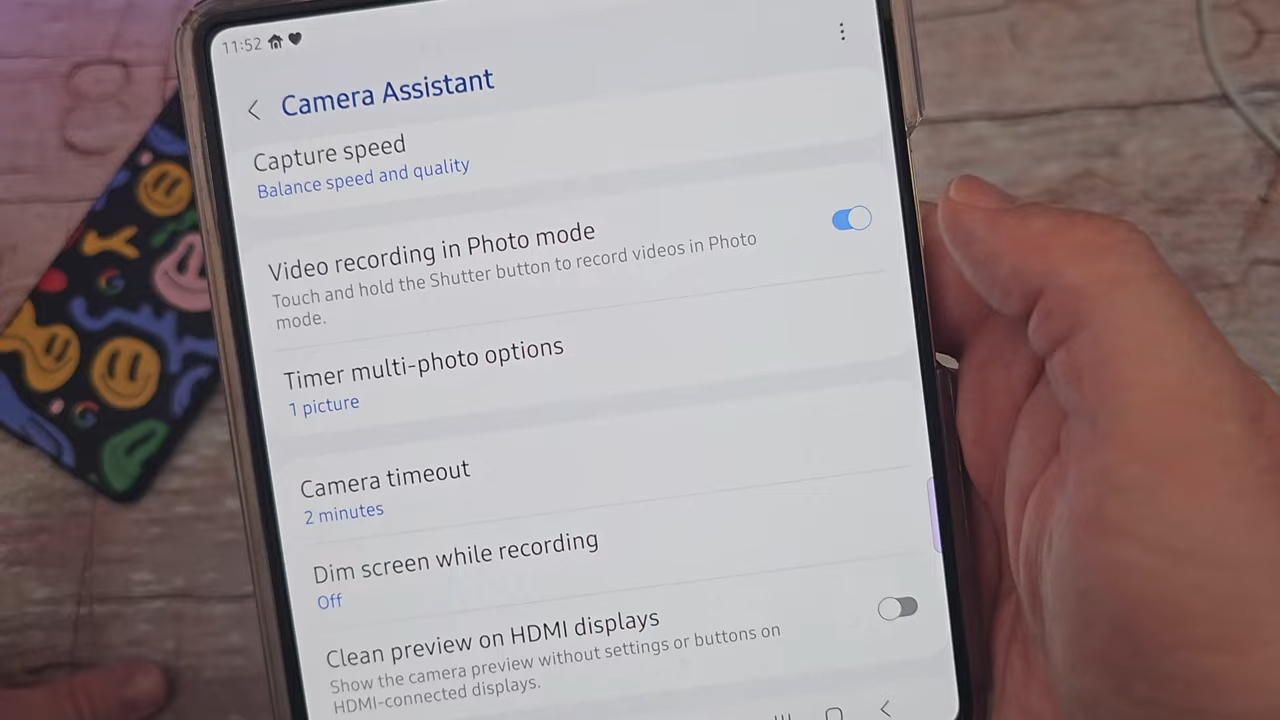 11:52
Camera Assistant
Capture speed
Balance speed and quality
Video recording in Photo mode
Touch and hold the Shutter button to record videos in Photo
mode.
Timer multi-photo options
1 picture
Camera timeout
2 minutes
Dim screen while recording
Off
Clean preview on HDMI displays
Show the camera preview without settings or buttons on
HDMI-connected displays.